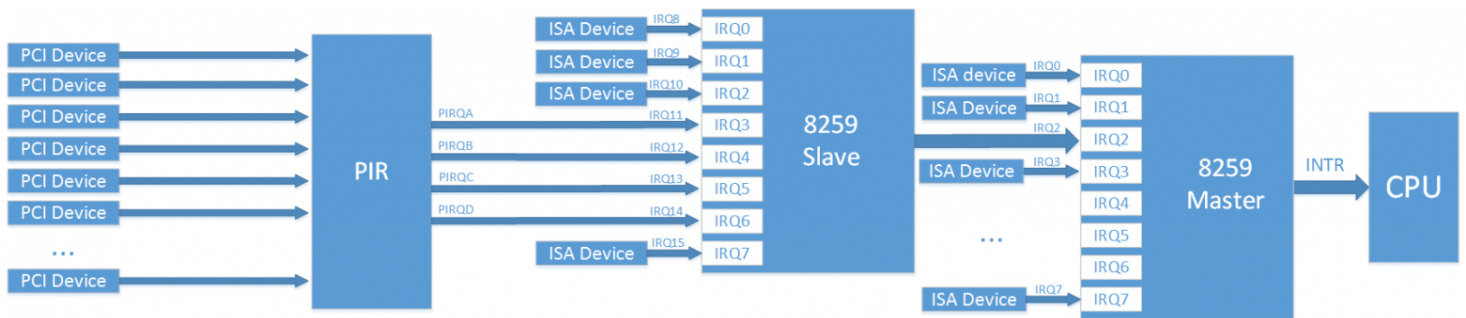 PCI Device
PCI Device
PCI Device
PCI Device
PCI Device
PCI Device
...
PCI Device
PIR
PIRQA
PIRQB
PIRQC
PIRQD
ISA Device
ISA Device
ISA Device
ISA Device
IRQ8
IRQ9
IRQ10
IRQ11
IRQ12
IRQ13
IRQ14
IRQ15
IRQ0
IRQ1
IRQ2
IRQ3
IRQ4
IRQ5
IRQ6
IRQ7
8259
Slave
ISA device
ISA Device
ISA Device
...
ISA Device
IRQ0
IRQ1
IRQ2
IRQ3
IRQ7
IRQ0
IRQ1
IRQ2
IRQ3
IRQ4
IRQ5
IRQ6
IRQ7
8259
Master
INTR
CPU